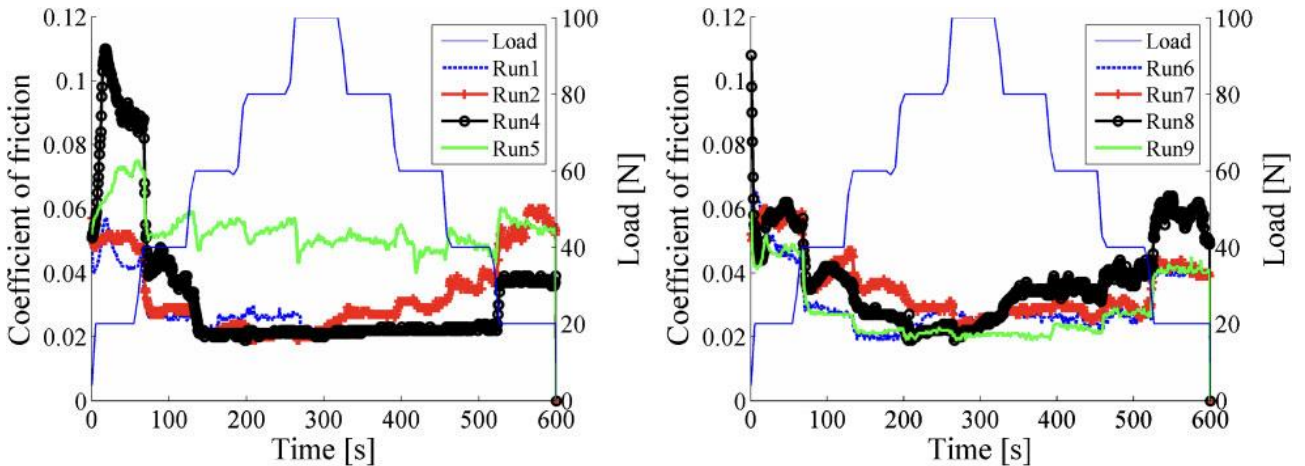 Coefficient of friction
0.12
0.1
0.08
0.06
0.04
0.02
0
0 100 200 300 400 500 600
Time [s]
100
80
60
40
20
0
Load [N]
Load
Run1
Run2
Run4
Run5
Coefficient of friction
0.12
0.1
0.08
0.06
0.04
0.02
0
0 100 200 300 400 500 600
Time [s]
100
80
60
40
20
0
Load [N]
Load
Run6
Run7
Run8
Run9